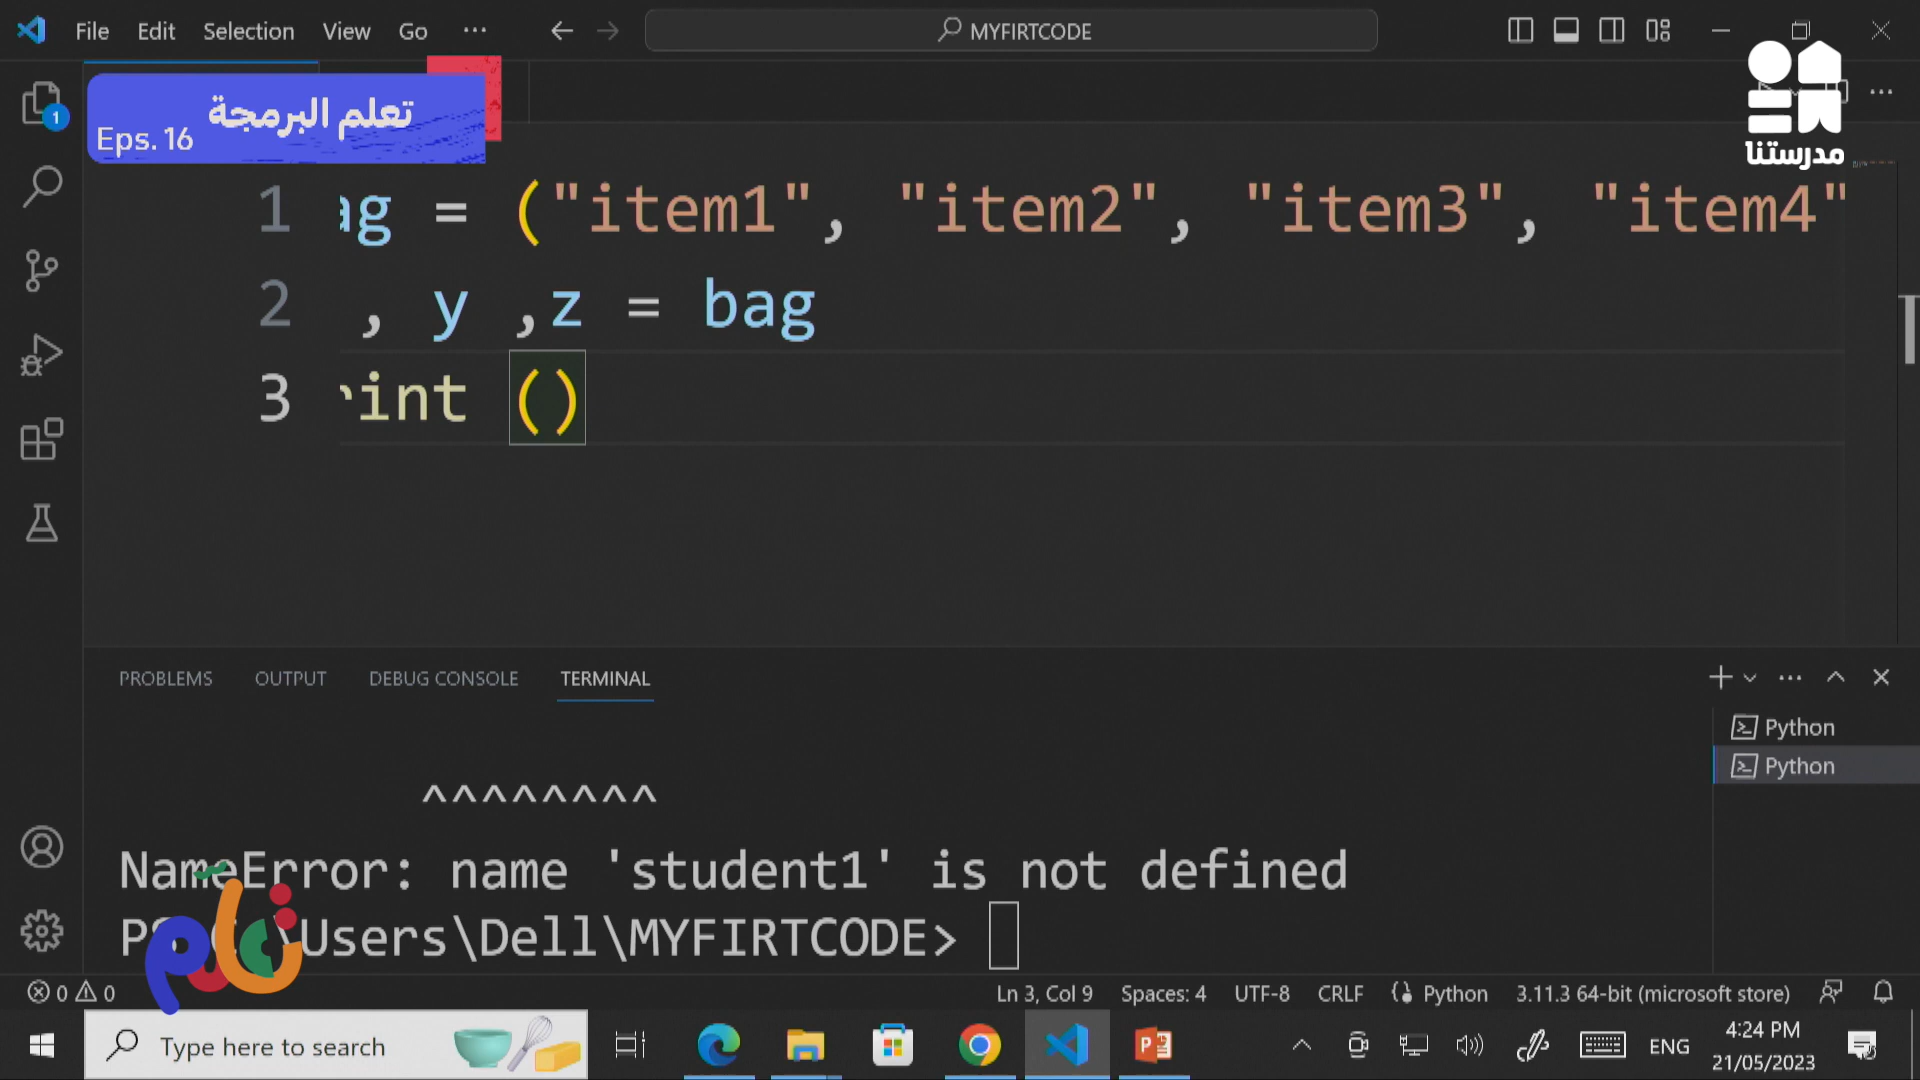 File Edit Selection View Go ...
MYFIRTCODE
تعلم البرمجة
Eps. 16
مدرستنا
1 ag = ("item1", "item2", "item3", "item4"
2 , y ,z = bag
3 rint ()
PROBLEMS OUTPUT DEBUG CONSOLE TERMINAL
Python
Python
^^^^^^^^
NameError: name 'student1' is not defined
PS C:\Users\Dell\MYFIRTCODE>
0 0 Ln 3, Col 9 Spaces: 4 UTF-8 CRLF Python 3.11.3 64-bit (microsoft store)
Type here to search
ENG
4:24 PM
21/05/2023